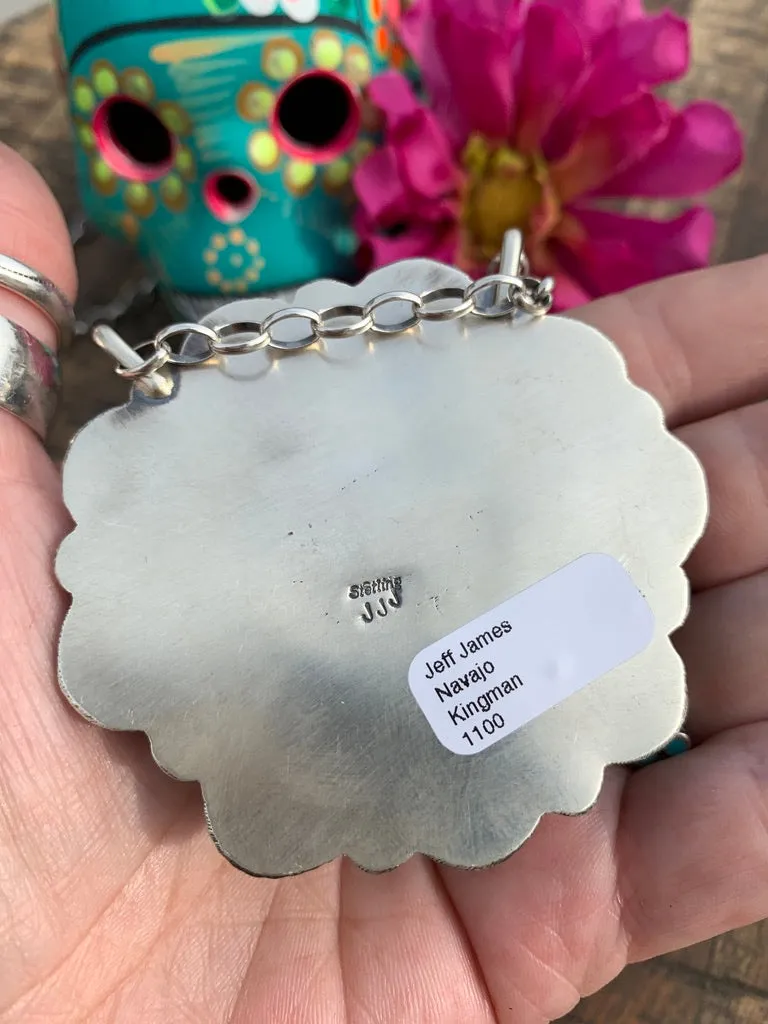 Sterling
JJJ
Jeff James
Navajo
Kingman
1100